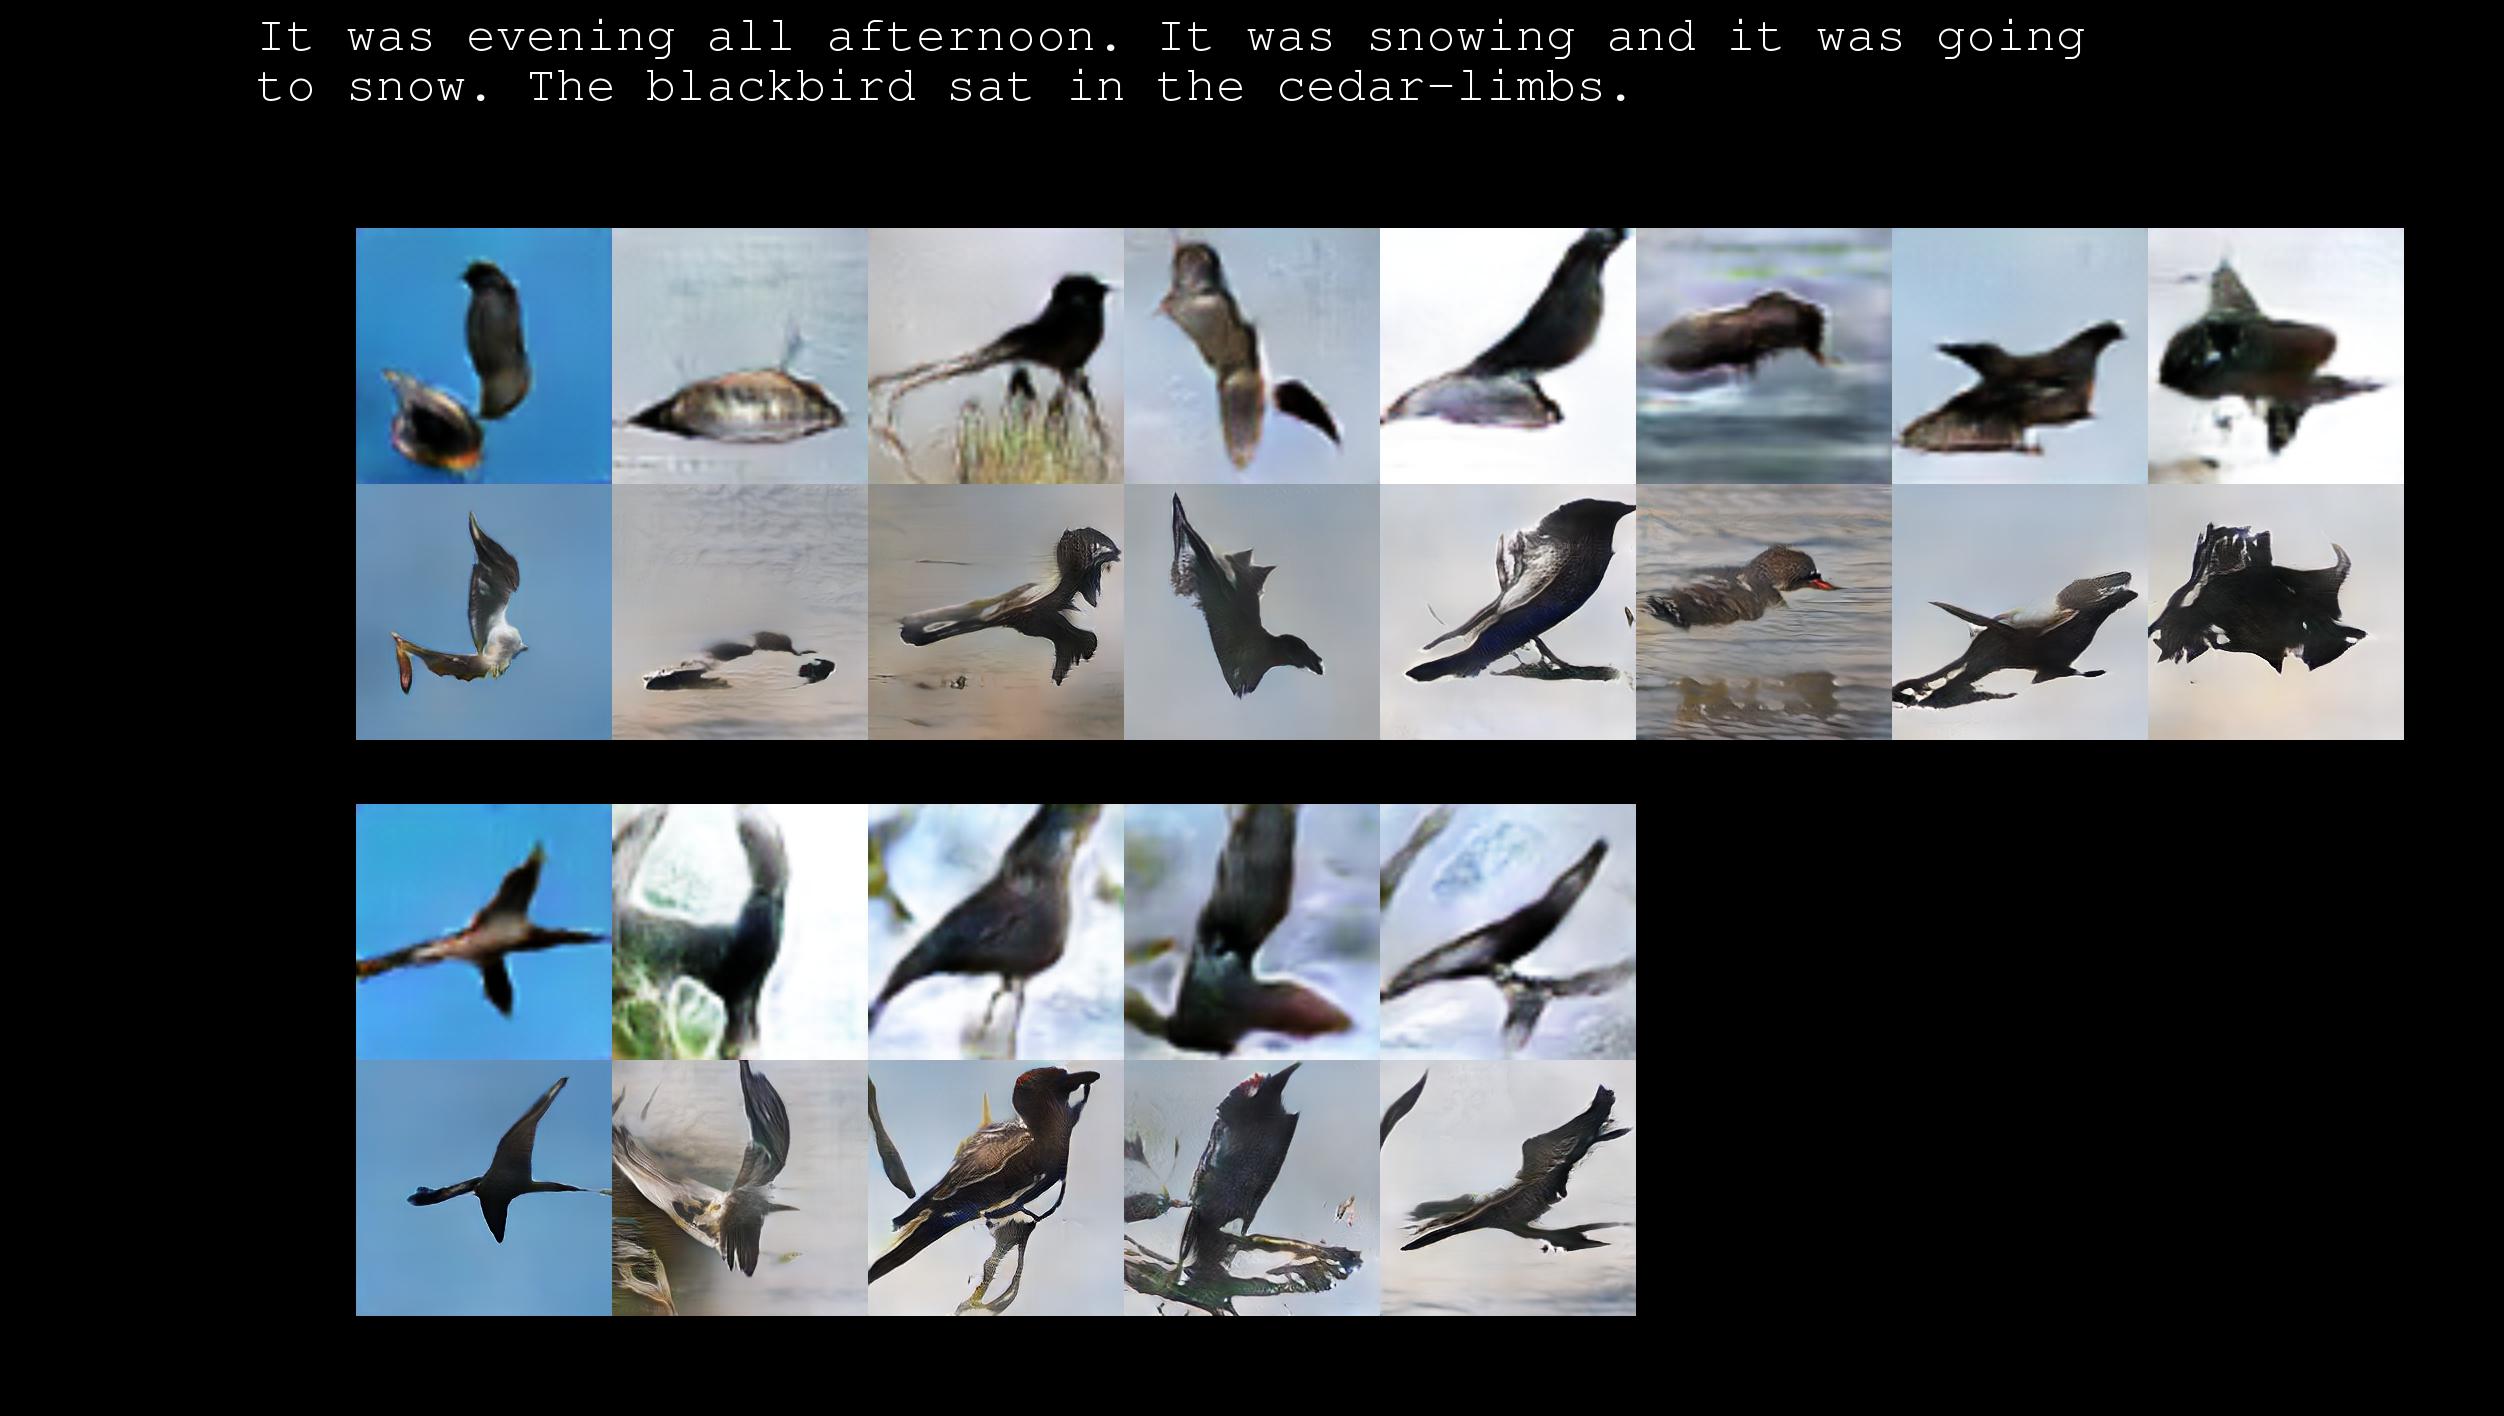 It was evening all afternoon. It was snowing and it was going
to snow. The blackbird sat in the cedar-limbs.